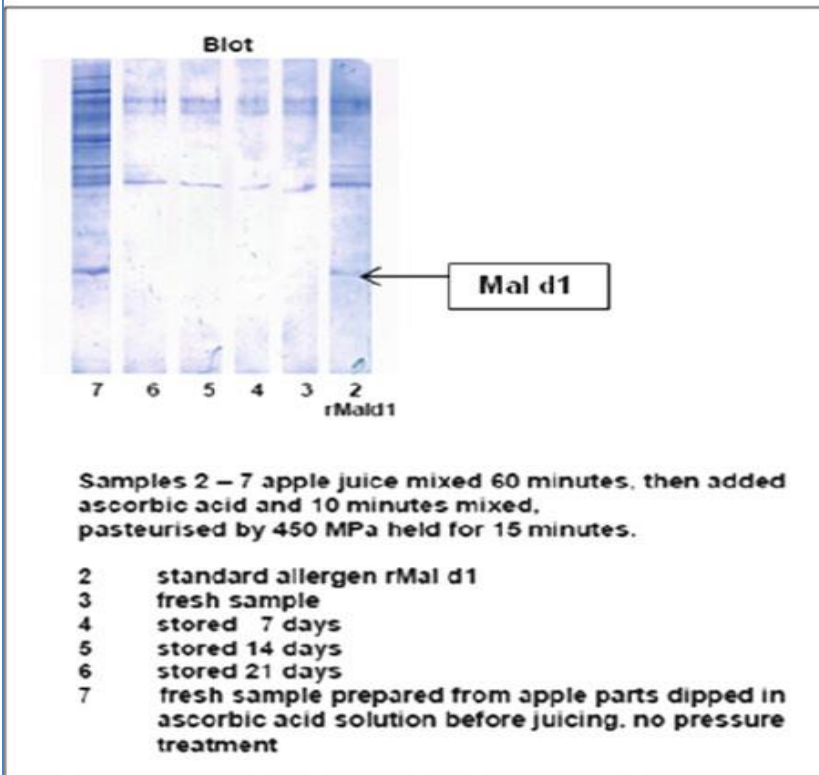 Blot
Mal d1
7 6 5 4 3 2
rMald1
Samples 2 – 7 apple juice mixed 60 minutes, then added
ascorbic acid and 10 minutes mixed,
pasteurised by 450 MPa held for 15 minutes.
2 standard allergen rMal d1
3 fresh sample
4 stored 7 days
5 stored 14 days
6 stored 21 days
7 fresh sample prepared from apple parts dipped in
ascorbic acid solution before juicing, no pressure
treatment